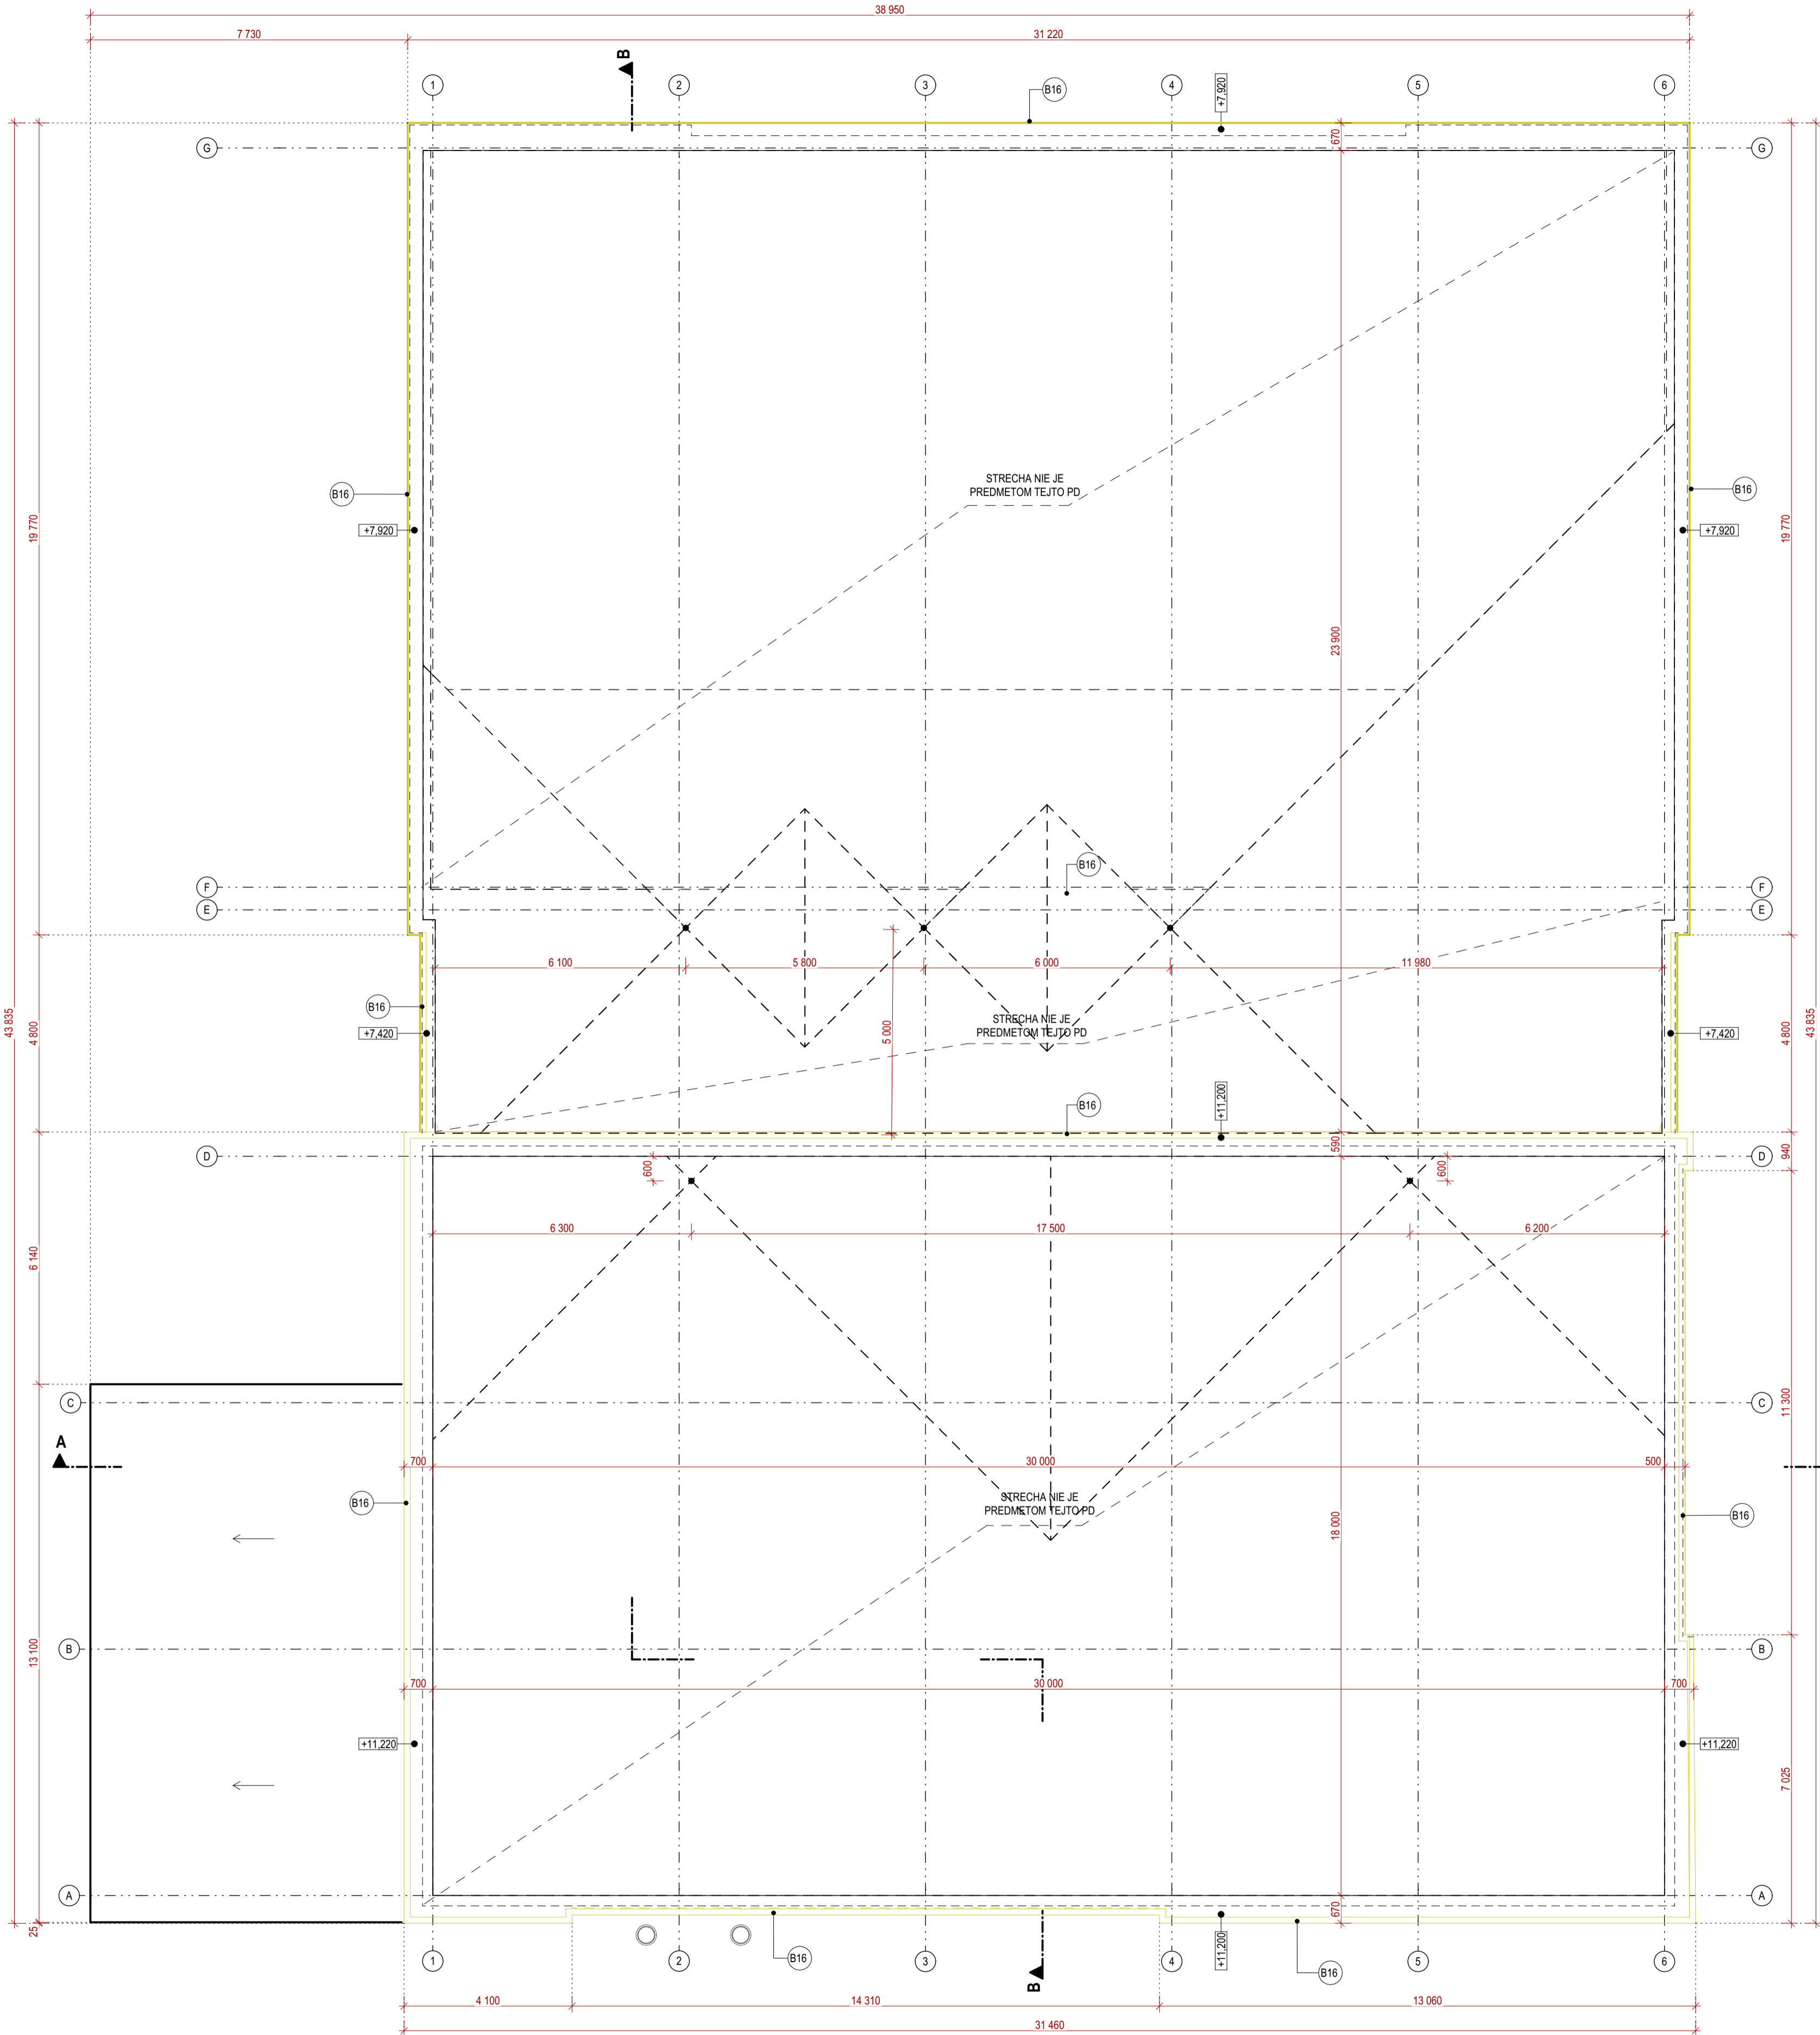 38 950
7 730
31 220
B
1
2
3
4
5
6
B16
+7,920
670
G
G
STRECHA NIE JE
PREDMETOM TEJTO PD
B16
B16
+7,920
+7,920
19 770
19 770
23 900
B16
F
F
E
E
6 100
5 800
6 000
11 980
B16
STRECHA NIE JE
PREDMETOM TEJTO PD
+7,420
+7,420
43 835
4 800
5 000
4 800
43 835
B16
+11,200
590
940
D
D
600
600
6 300
17 500
6 200
6 140
C
C
11 300
A
700
30 000
500
B16
STRECHA NIE JE
PREDMETOM TEJTO PD
B16
18 000
13 100
B
B
700
30 000
700
+11,220
+11,220
7 025
A
A
25
670
B16
+11,200
B16
1
2
3
4
5
6
B
4 100
14 310
13 060
31 460